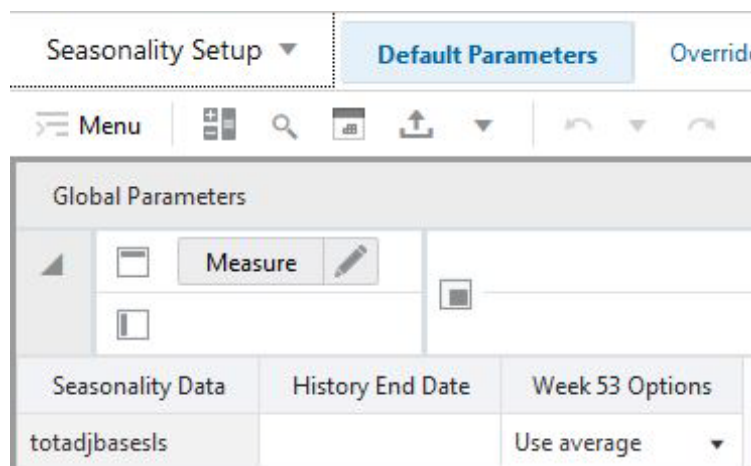 Seasonality Setup Default Parameters Overrid
Menu
Global Parameters
Measure
Seasonality Data History End Date Week 53 Options
totadjbasesls Use average